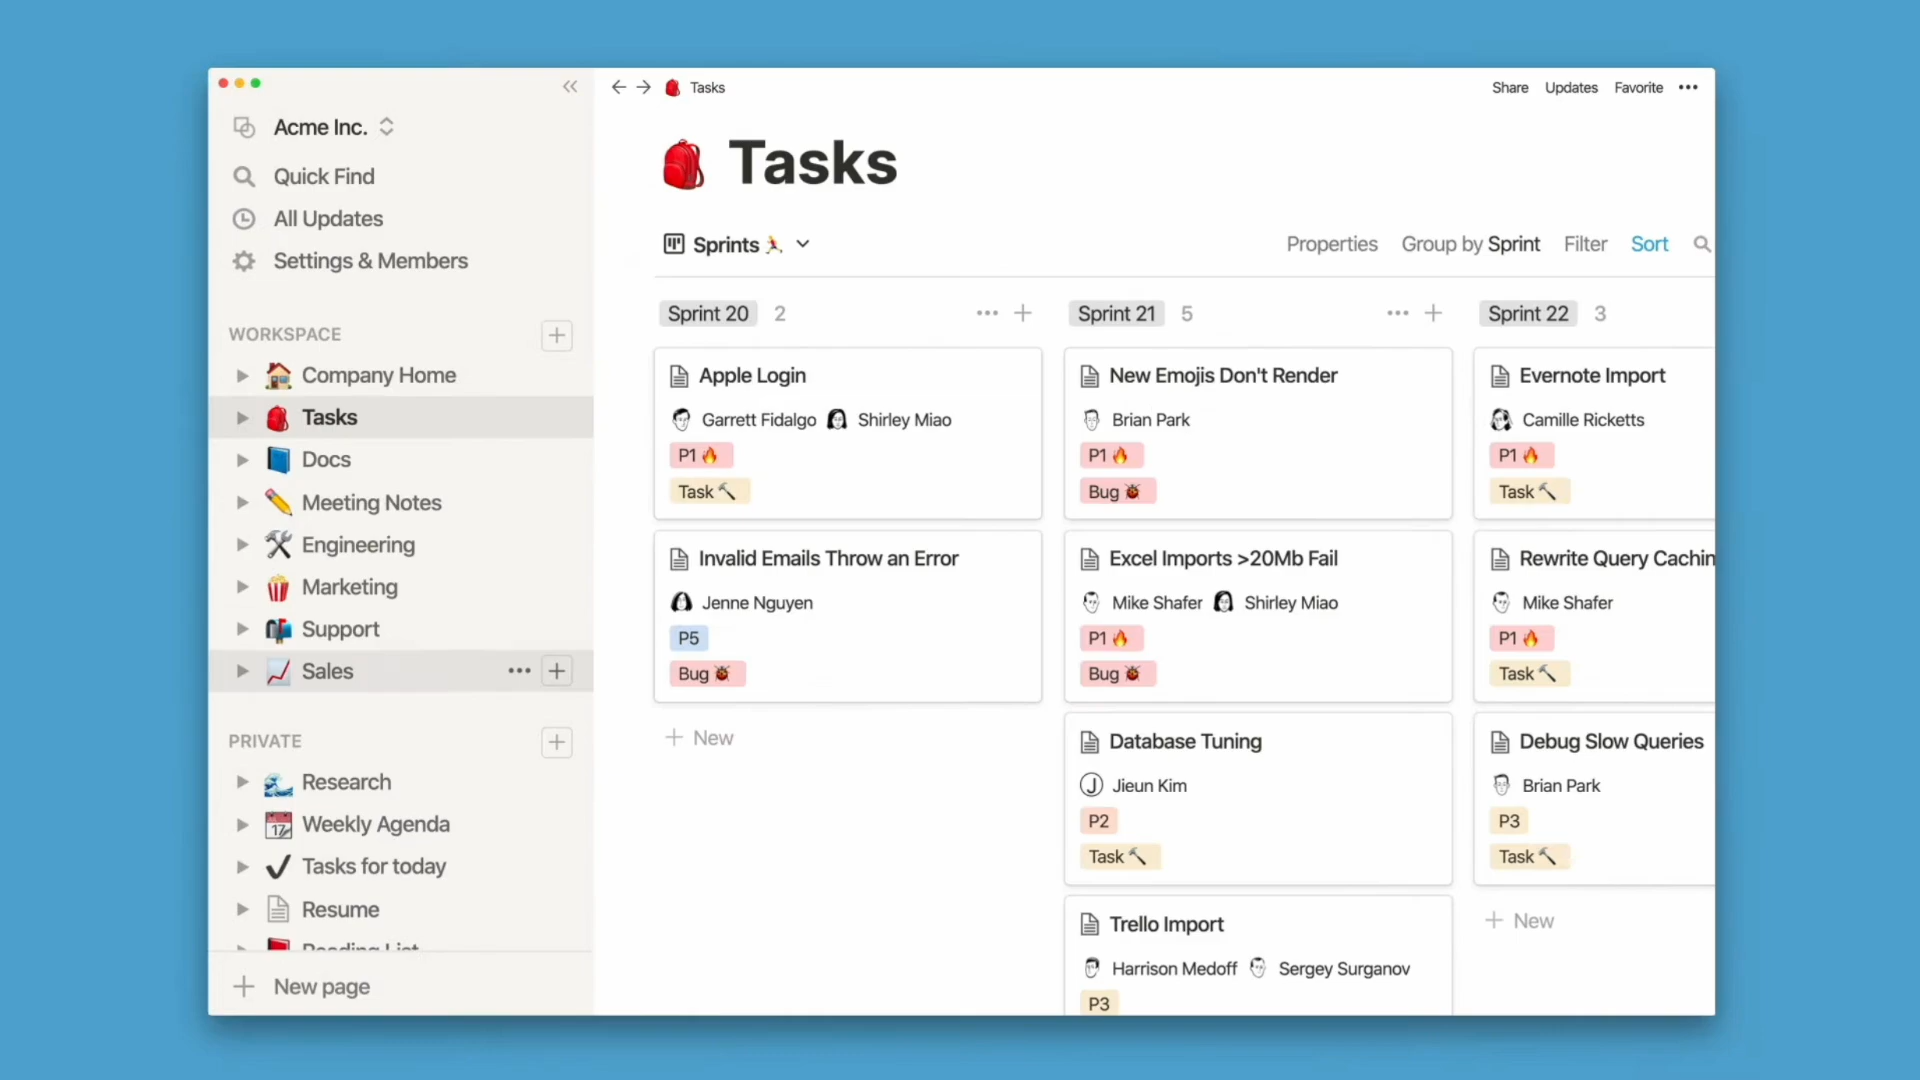 Acme Inc.
Quick Find
All Updates
Settings & Members
WORKSPACE
Company Home
Tasks
Docs
Meeting Notes
Engineering
Marketing
Support
Sales
PRIVATE
Research
17
Weekly Agenda
Tasks for today
Resume
Reading List
New page
Tasks
Share Updates Favorite
Tasks
Sprints
Properties Group by Sprint Filter Sort
Sprint 20 2
Apple Login
Garrett Fidalgo Shirley Miao
P1
Task
Invalid Emails Throw an Error
Jenne Nguyen
P5
Bug
New
Sprint 21 5
New Emojis Don't Render
Brian Park
P1
Bug
Excel Imports >20Mb Fail
Mike Shafer Shirley Miao
P1
Bug
Database Tuning
J Jieun Kim
P2
Task
Trello Import
Harrison Medoff Sergey Surganov
P3
Sprint 22 3
Evernote Import
Camille Ricketts
P1
Task
Rewrite Query Cachin
Mike Shafer
P1
Task
Debug Slow Queries
Brian Park
P3
Task
New